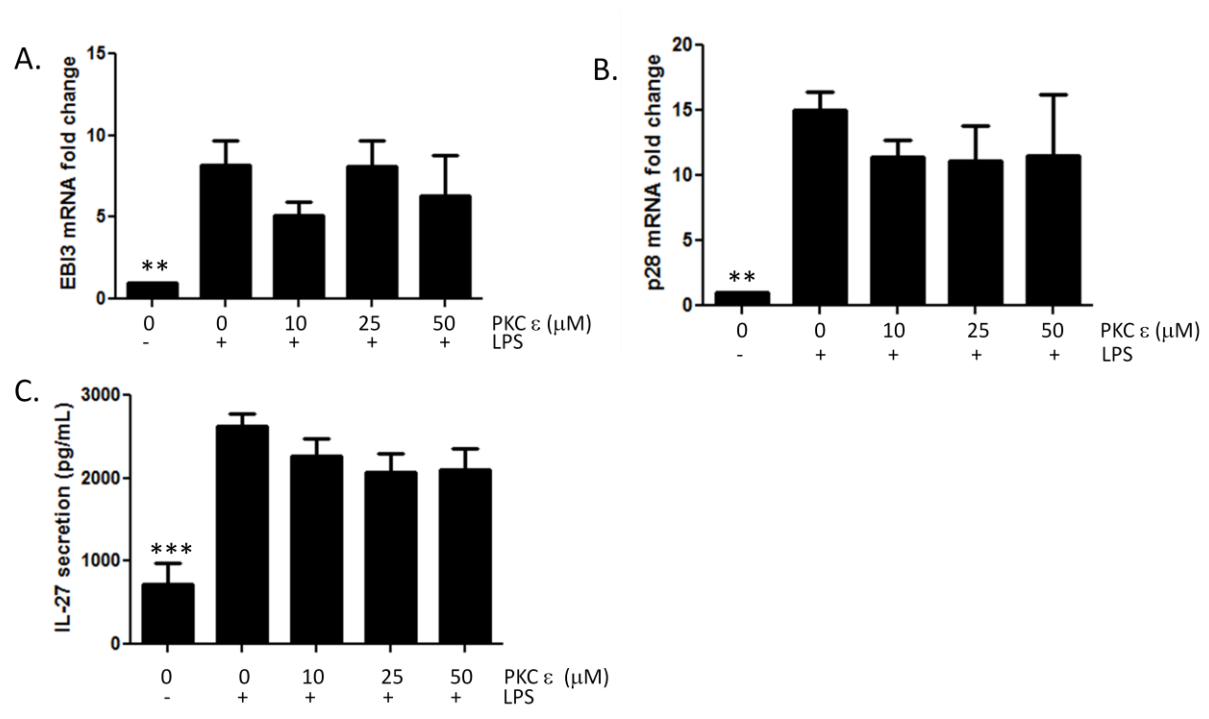 A.
EBI3 mRNA fold change
15
10
5
0
**
0 0 10 25 50 PKC ε (μM)
- + + + + LPS
B.
p28 mRNA fold change
20
15
10
5
0
**
0 0 10 25 50 PKC ε (μM)
- + + + + LPS
C.
IL-27 secretion (pg/mL)
3000
2000
1000
0
***
0 0 10 25 50 PKC ε (μM)
- + + + + LPS